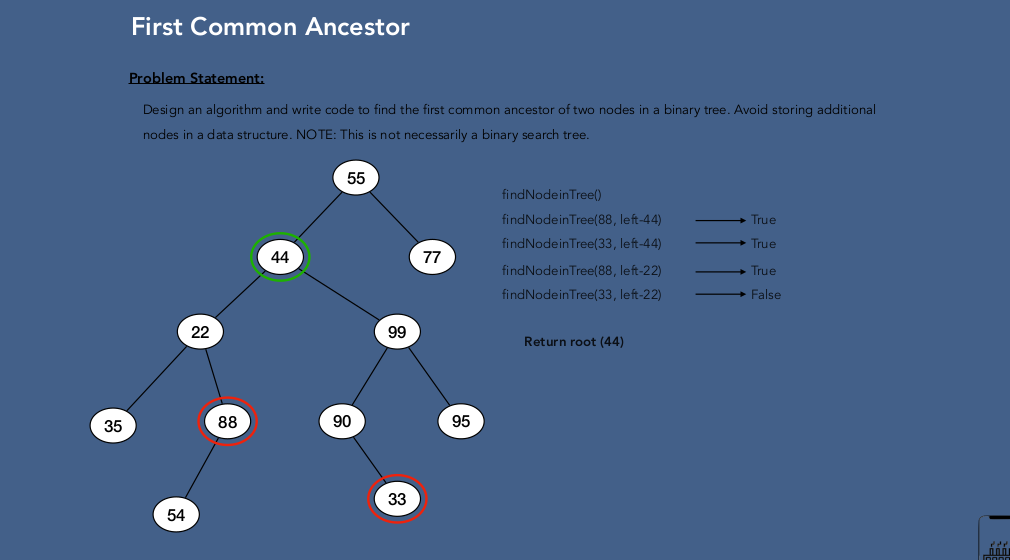 First Common Ancestor
Problem Statement:
Design an algorithm and write code to find the first common ancestor of two nodes in a binary tree. Avoid storing additional
nodes in a data structure. NOTE: This is not necessarily a binary search tree.
55
findNodeinTree()
findNodeinTree(88, left-44) True
findNodeinTree(33, left-44) True
44
77
findNodeinTree(88, left-22) True
findNodeinTree(33, left-22) False
22
99
Return root (44)
35
88
90
95
54
33